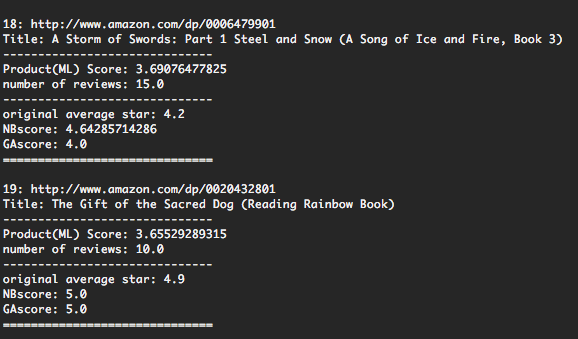 18: http://www.amazon.com/dp/0006479901
Title: A Storm of Swords: Part 1 Steel and Snow (A Song of Ice and Fire, Book 3)
------------------------------
Product(ML) Score: 3.69076477825
number of reviews: 15.0
------------------------------
original average star: 4.2
NBscore: 4.64285714286
GAscore: 4.0
==============================
19: http://www.amazon.com/dp/0020432801
Title: The Gift of the Sacred Dog (Reading Rainbow Book)
------------------------------
Product(ML) Score: 3.65529289315
number of reviews: 10.0
------------------------------
original average star: 4.9
NBscore: 5.0
GAscore: 5.0
==============================